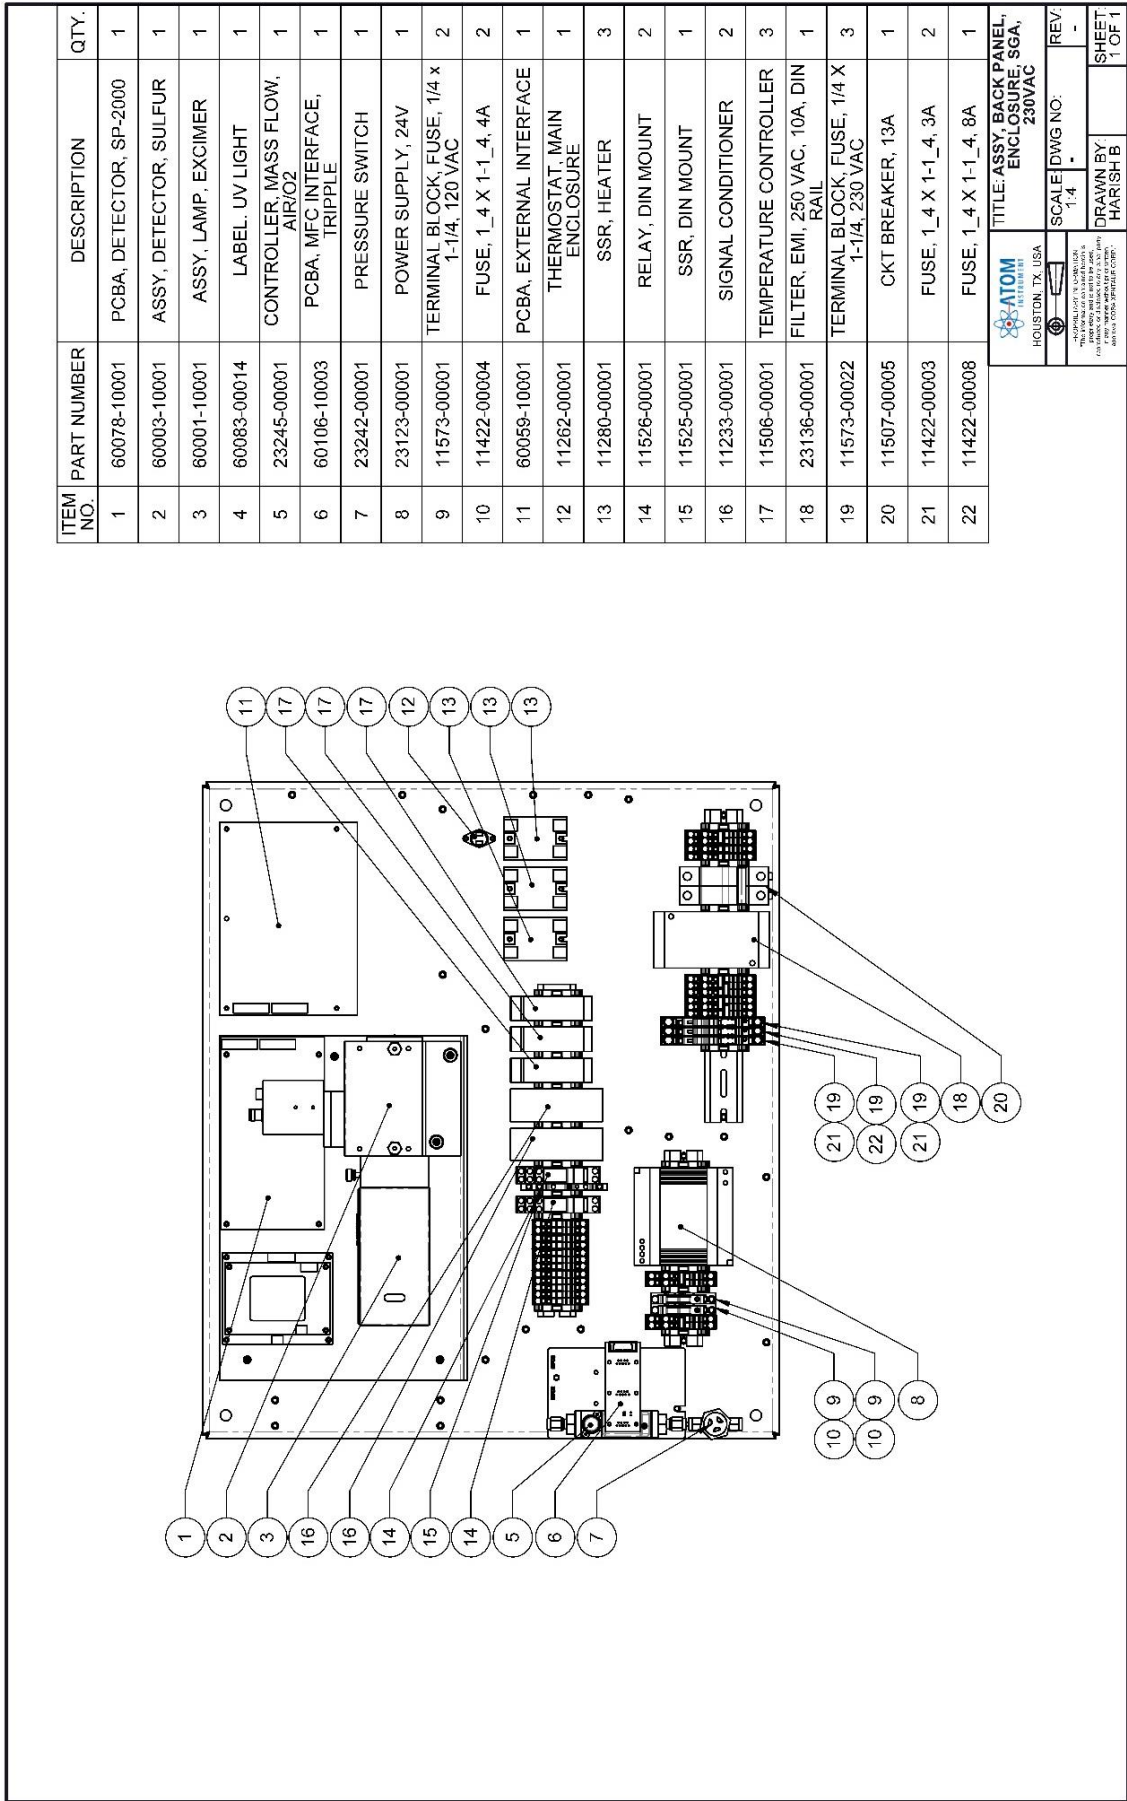 ITEM NO. PART NUMBER DESCRIPTION QTY.
1 60078-10001 PCBA, DETECTOR, SP-2000 1
2 60003-10001 ASSY, DETECTOR, SULFUR 1
3 60001-10001 ASSY, LAMP, EXCIMER 1
4 60083-00014 LABEL. UV LIGHT 1
5 23245-00001 CONTROLLER, MASS FLOW, AIR/O2 1
6 60106-10003 PCBA, MFC INTERFACE, TRIPPLE 1
7 23242-00001 PRESSURE SWITCH 1
8 23123-00001 POWER SUPPLY, 24V 1
9 11573-00001 TERMINAL BLOCK, FUSE, 1/4 x 1-1/4, 120 VAC 2
10 11422-00004 FUSE, 1_4 X 1-1_4, 4A 2
11 60059-10001 PCBA, EXTERNAL INTERFACE 1
12 11262-00001 THERMOSTAT, MAIN ENCLOSURE 1
13 11280-00001 SSR, HEATER 3
14 11526-00001 RELAY, DIN MOUNT 2
15 11525-00001 SSR, DIN MOUNT 1
16 11233-00001 SIGNAL CONDITIONER 2
17 11506-00001 TEMPERATURE CONTROLLER 3
18 23136-00001 FILTER, EMI, 250 VAC, 10A, DIN RAIL 1
19 11573-00022 TERMINAL BLOCK, FUSE, 1/4 X 1-1/4, 230 VAC 3
20 11507-00005 CKT BREAKER, 13A 1
21 11422-00003 FUSE, 1_4 X 1-1_4, 3A 2
22 11422-00008 FUSE, 1_4 X 1-1_4, 8A 1
11
17
17
17
12
13
13
13
1
2
3
16
16
14
15
14
5
6
7
10 9
10 9
8
21 19
22 19
21 19
18
20
ATOM
INSTRUMENT
HOUSTON, TX, USA
TITLE: ASSY, BACK PANEL,
ENCLOSURE, SGA,
230VAC
SCALE: 1:4
DWG NO: -
REV: -
DRAWN BY:
HARISH B
SHEET:
1 OF 1